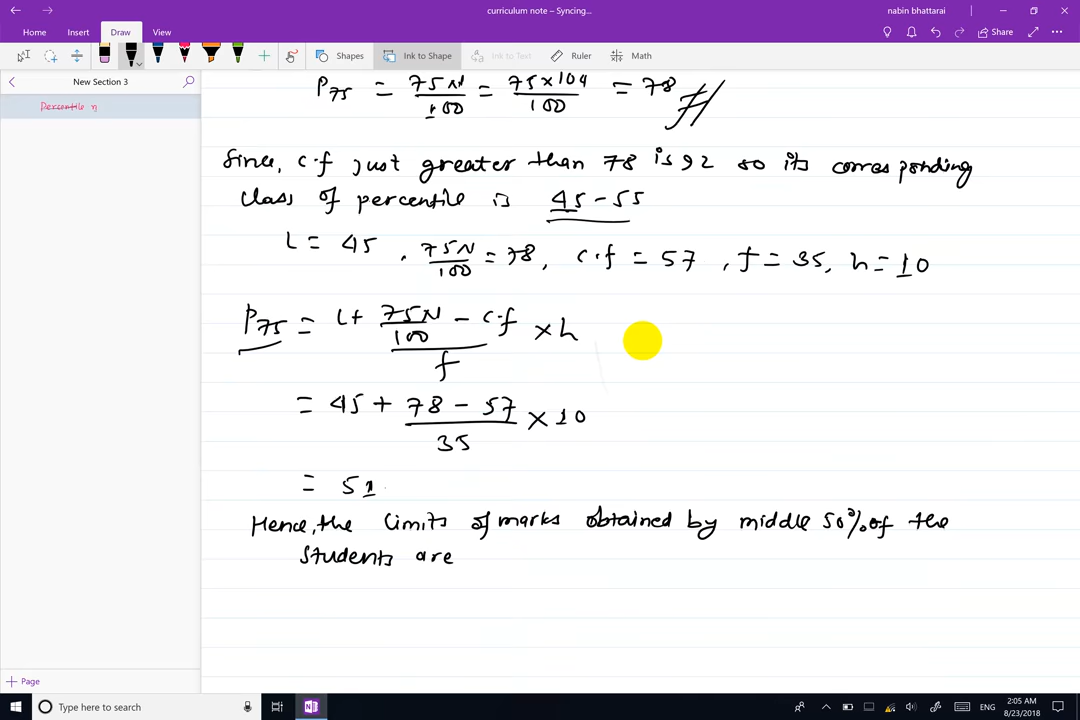 curriculum note – Syncing...
nabin bhattarai
Home Insert Draw View
Share
Shapes Ink to Shape Ink to Text Ruler Math
New Section 3
Percentile
P75 = 75N/100 = 75×104/100 = 78
Since, c.f just greater than 78 is 92 so its corresponding
class of percentile is 45-55
L = 45 , 75N/100 = 78, c.f = 57 , f = 35, h = 10
P75 = L + (75N/100 - c.f)/f × h
= 45 + (78 - 57)/35 × 10
= 51
Hence, the limits of marks obtained by middle 50% of the
students are
+ Page
Type here to search
ENG
2:05 AM
8/23/2018